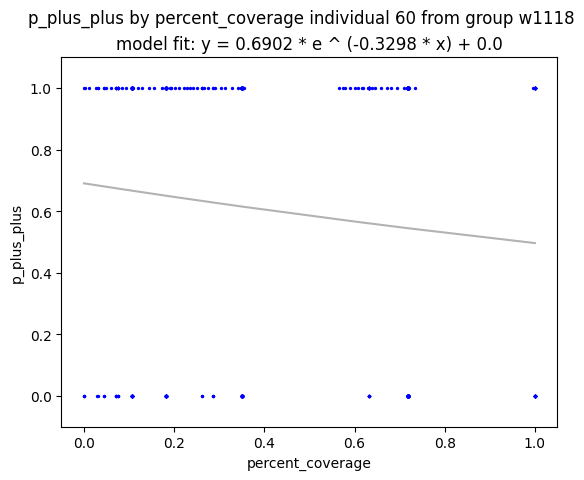 p_plus_plus by percent_coverage individual 60 from group w1118
model fit: y = 0.6902 * e ^ (-0.3298 * x) + 0.0
1.0
0.8
0.6
0.4
0.2
0.0
p_plus_plus
0.0 0.2 0.4 0.6 0.8 1.0
percent_coverage